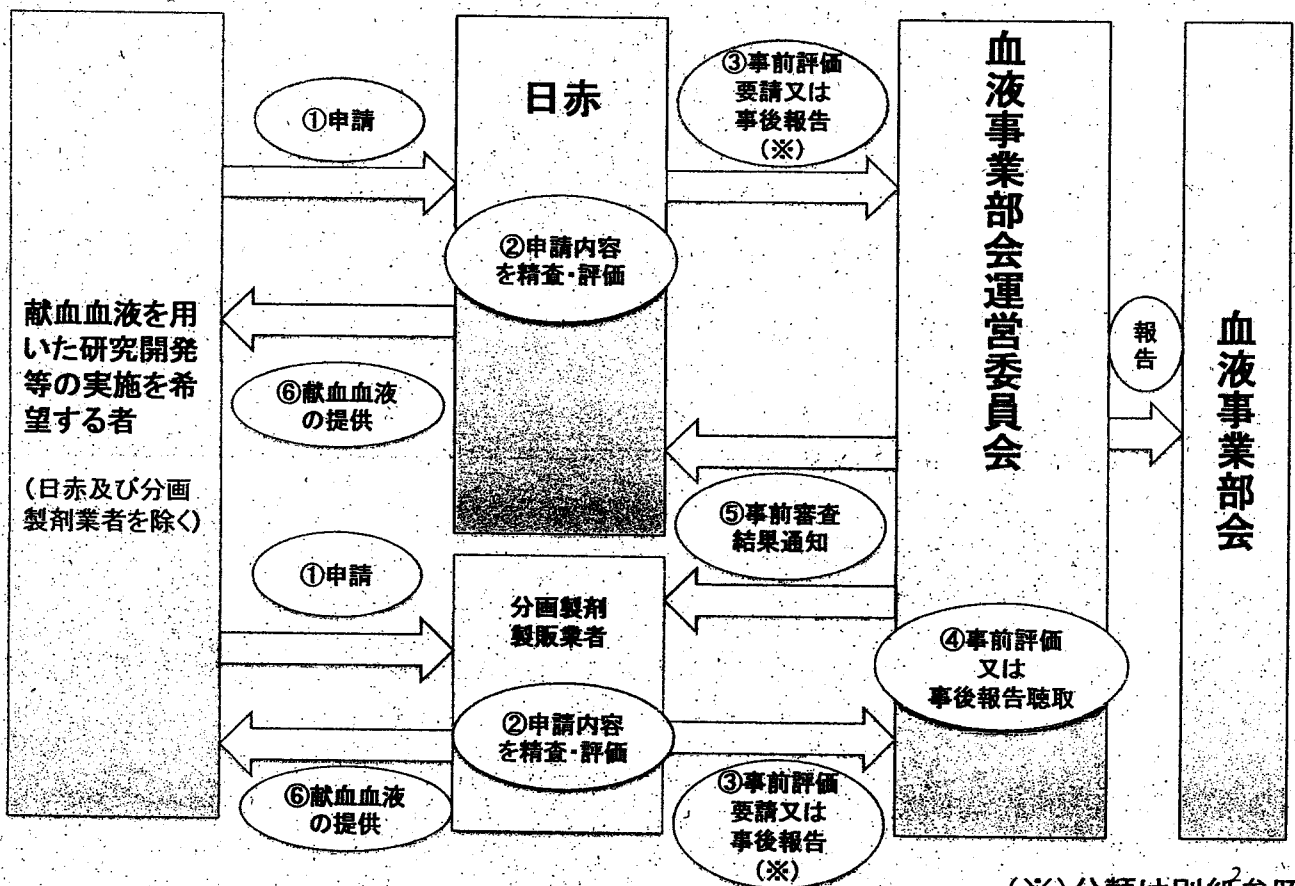 献血血液を用
いた研究開発
等の実施を希
望する者
(日赤及び分画
製剤業者を除く)
①申請
日赤
②申請内容
を精査・評価
⑥献血血液
の提供
③事前評価
要請又は
事後報告
(※)
⑤事前審査
結果通知
①申請
分画製剤
製販業者
②申請内容
を精査・評価
⑥献血血液
の提供
③事前評価
要請又は
事後報告
(※)
血液事業部会運営委員会
④事前評価
又は
事後報告聴取
報告
血液事業部会
2
(※)分類は別紙参照